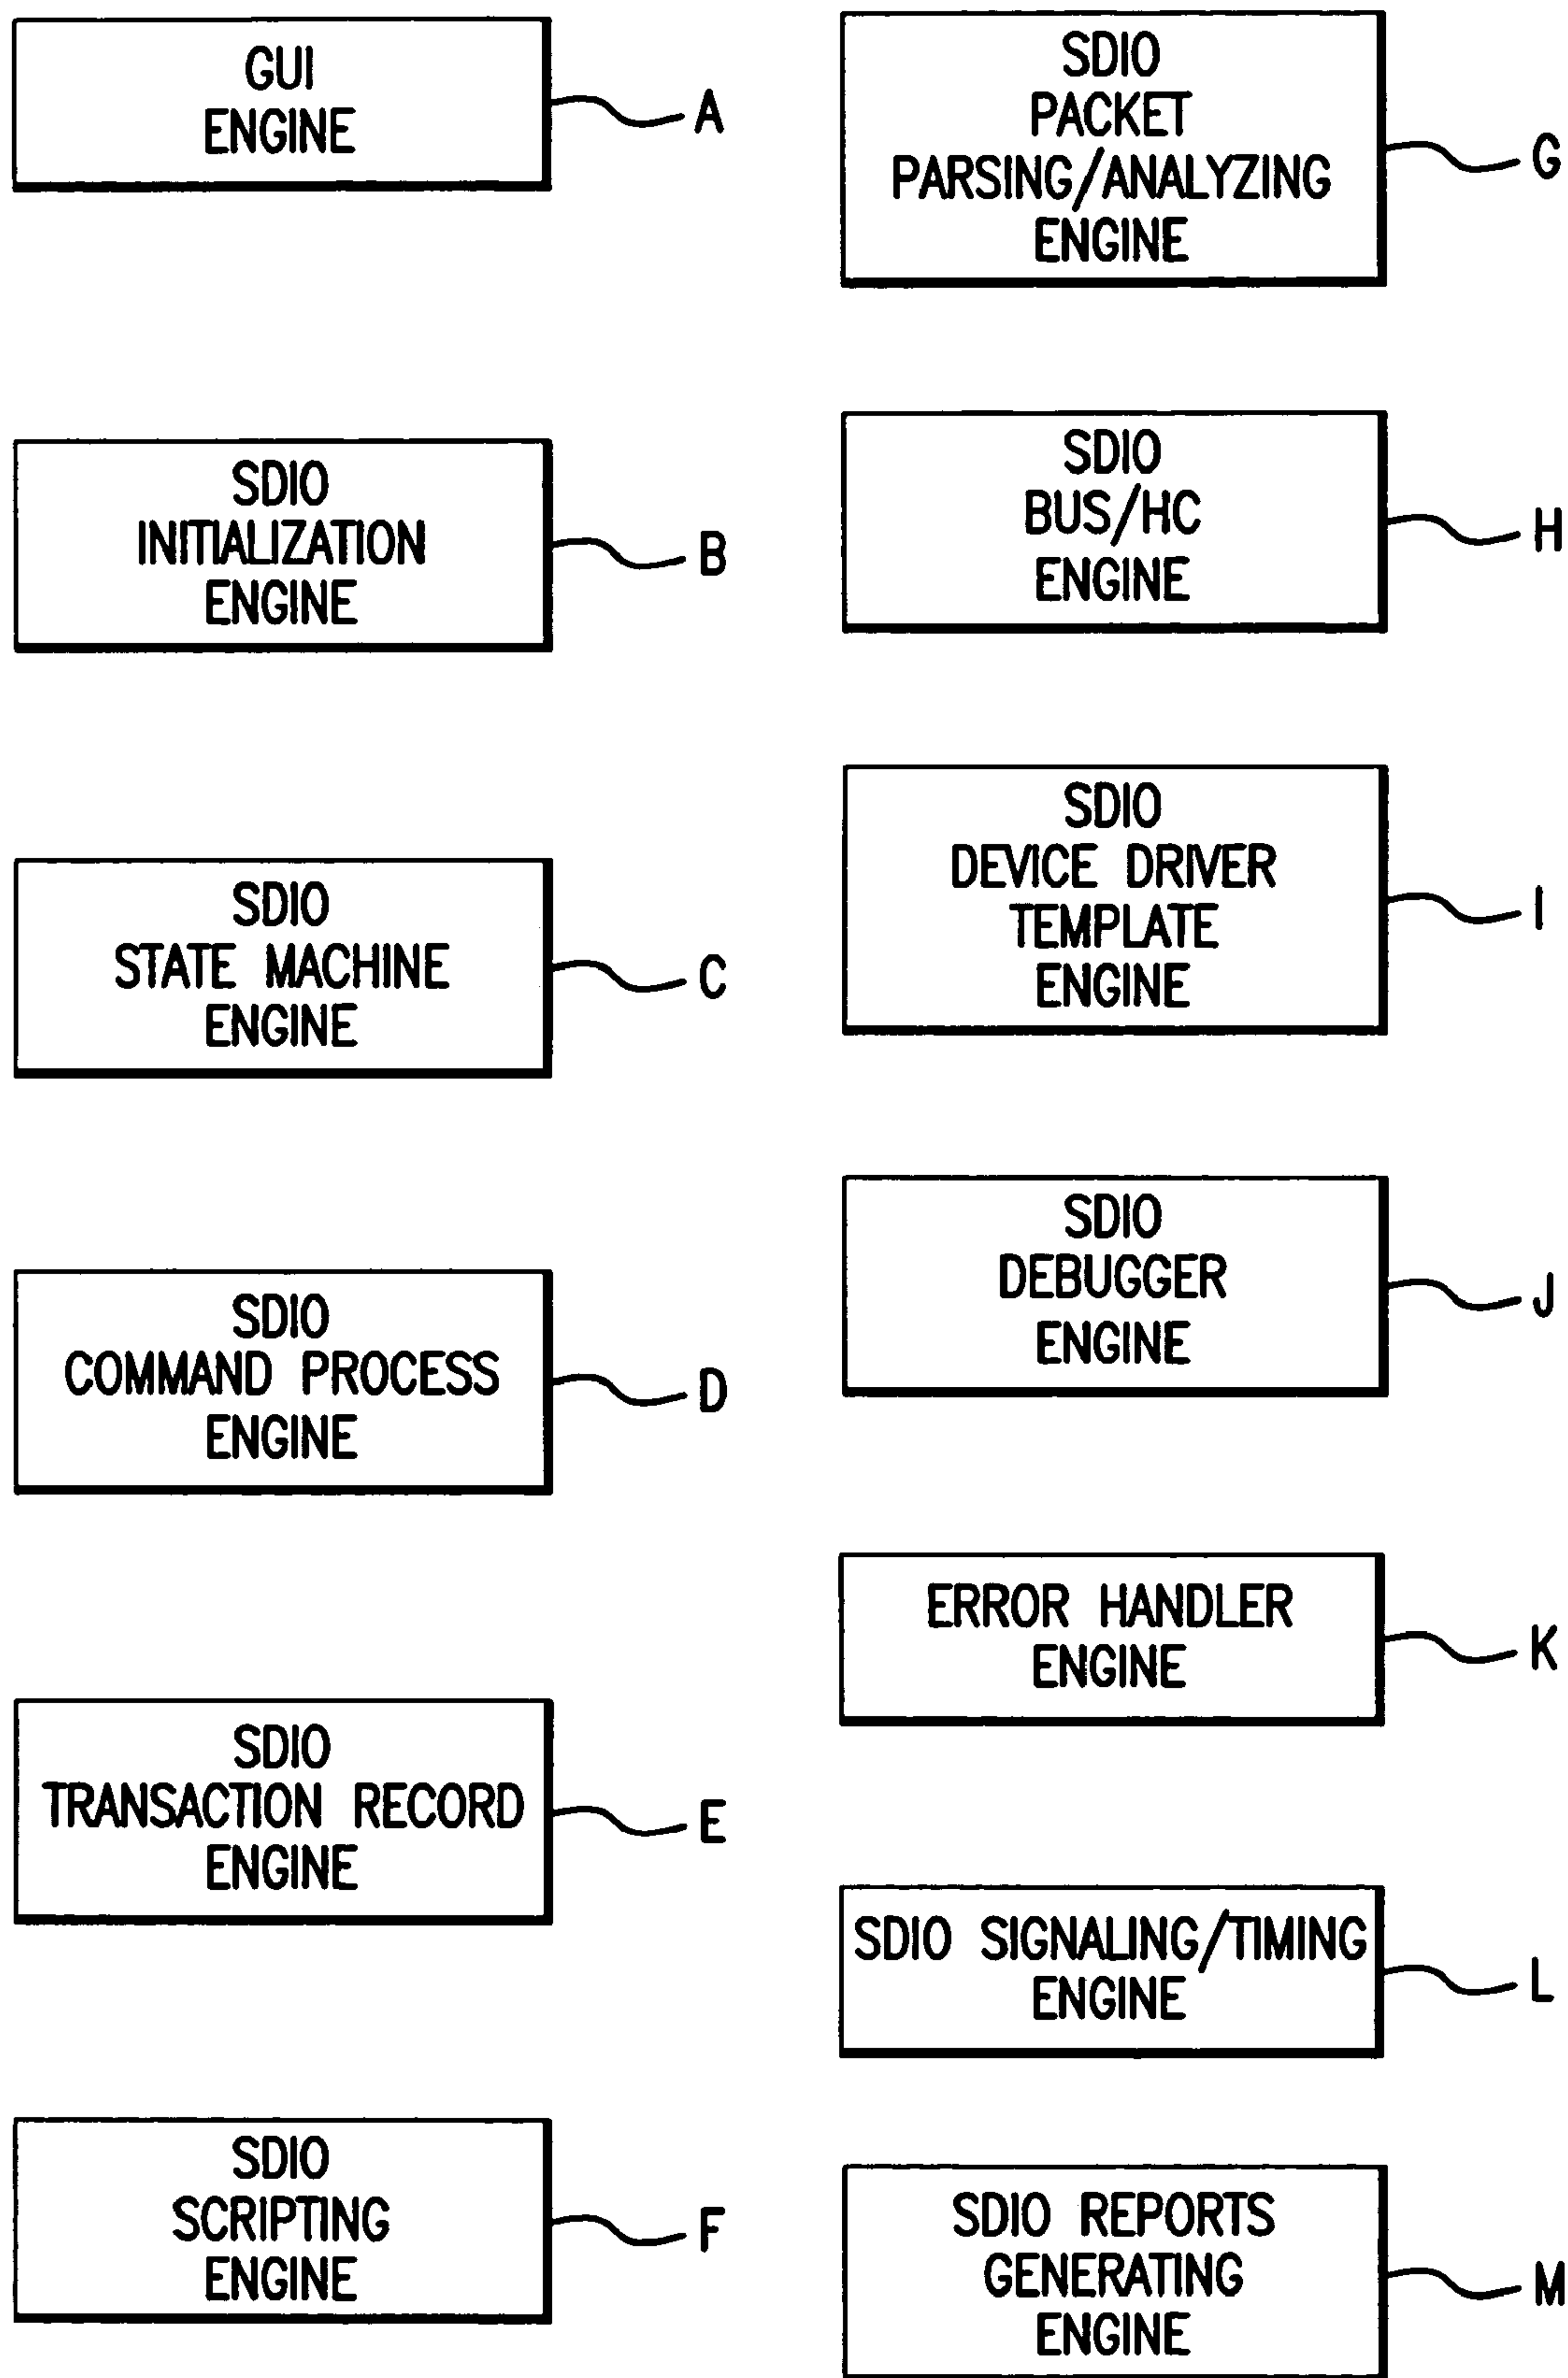 GUI
ENGINE
A
SDIO
INITIALIZATION
ENGINE
B
SDIO
STATE MACHINE
ENGINE
C
SDIO
COMMAND PROCESS
ENGINE
D
SDIO
TRANSACTION RECORD
ENGINE
E
SDIO
SCRIPTING
ENGINE
F
SDIO
PACKET
PARSING/ANALYZING
ENGINE
G
SDIO
BUS/HC
ENGINE
H
SDIO
DEVICE DRIVER
TEMPLATE
ENGINE
I
SDIO
DEBUGGER
ENGINE
J
ERROR HANDLER
ENGINE
K
SDIO SIGNALING/TIMING
ENGINE
L
SDIO REPORTS
GENERATING
ENGINE
M